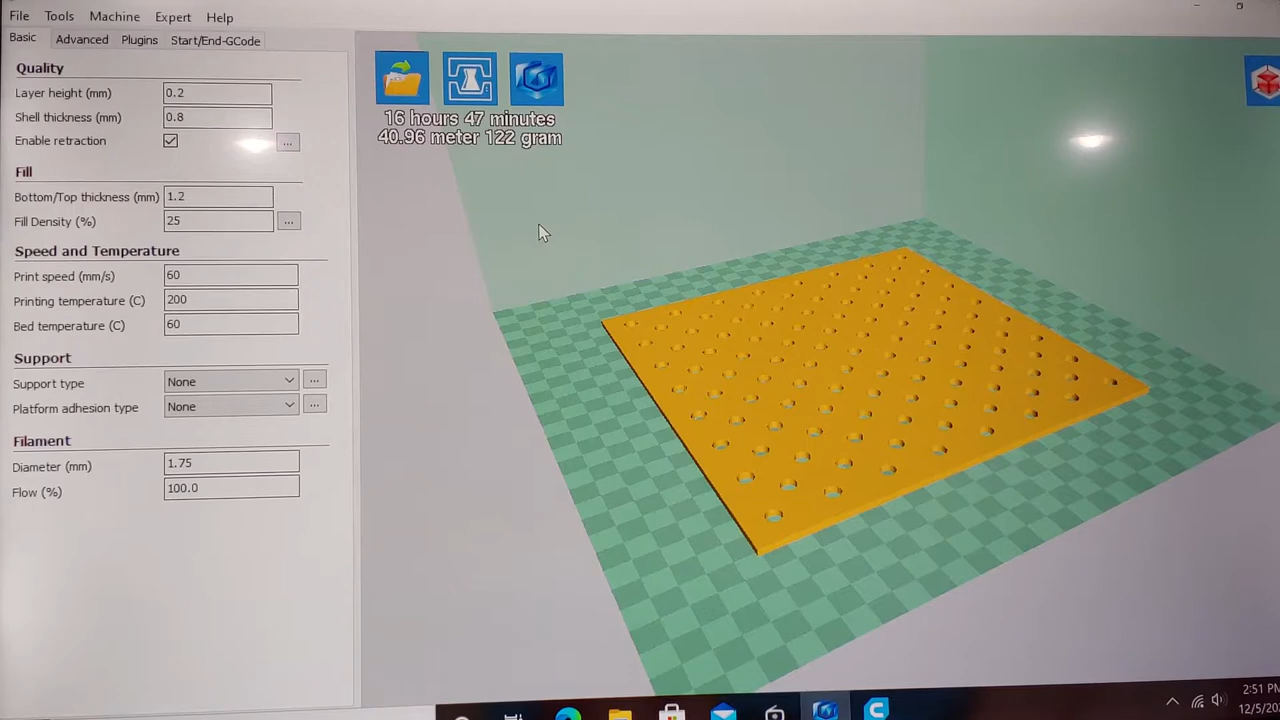 File Tools Machine Expert Help
Basic Advanced Plugins Start/End-GCode
Quality
Layer height (mm) 0.2
Shell thickness (mm) 0.8
Enable retraction ...
Fill
Bottom/Top thickness (mm) 1.2
Fill Density (%) 25 ...
Speed and Temperature
Print speed (mm/s) 60
Printing temperature (C) 200
Bed temperature (C) 60
Support
Support type None ...
Platform adhesion type None ...
Filament
Diameter (mm) 1.75
Flow (%) 100.0
16 hours 47 minutes
40.96 meter 122 gram
2:51 PM
12/5/20